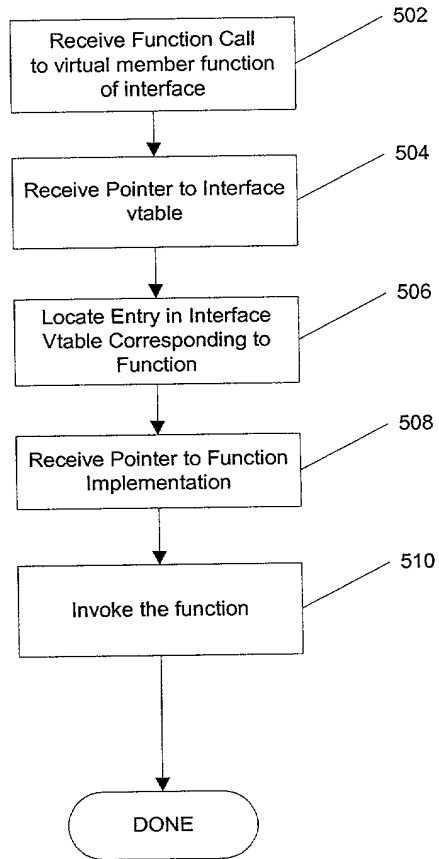 Receive Function Call
to virtual member function
of interface
502
Receive Pointer to Interface
vtable
504
Locate Entry in Interface
Vtable Corresponding to
Function
506
Receive Pointer to Function
Implementation
508
Invoke the function
510
DONE